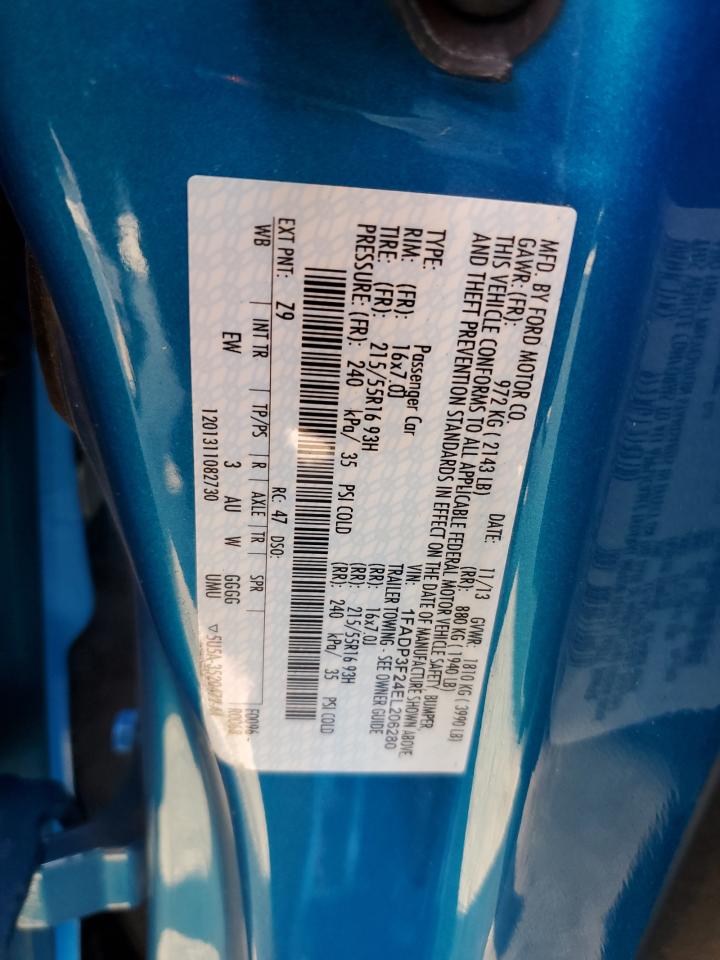 MFD. BY FORD MOTOR CO.
DATE: 11/13 GVWR: 1810 KG ( 3990 LB)
GAWR: (FR): 972 KG ( 2143 LB) (RR): 880 KG ( 1940 LB)
THIS VEHICLE CONFORMS TO ALL APPLICABLE FEDERAL MOTOR VEHICLE SAFETY, BUMPER,
AND THEFT PREVENTION STANDARDS IN EFFECT ON THE DATE OF MANUFACTURE SHOWN ABOVE.
VIN: 1FADP3F24EL206280
TYPE: Passenger Car TRAILER TOWING - SEE OWNER GUIDE
RIM: (FR): 16x7.0J (RR): 16x7.0J
TIRE: (FR): 215/55R16 93H (RR): 215/55R16 93H
PRESSURE: (FR): 240 kPa/ 35 PSI COLD (RR): 240 kPa/ 35 PSI COLD
EXT PNT: Z9 RC: 47 DSO:
WB INT TR TP/PS R AXLE TR SPR
EW 3 AU W GGGG
1201311082730 UMU